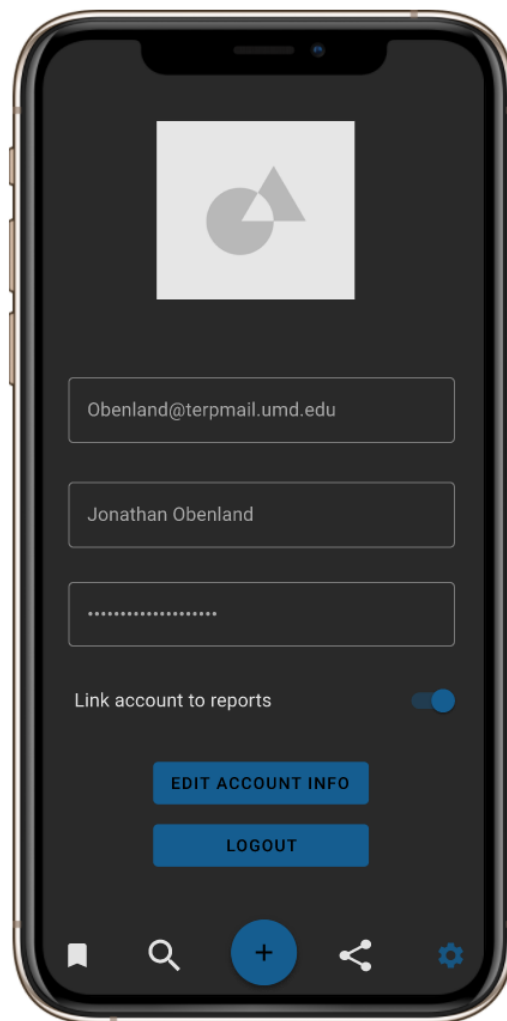 Obenland@terpmail.umd.edu
Jonathan Obenland
••••••••••••••••••••
Link account to reports
EDIT ACCOUNT INFO
LOGOUT
+